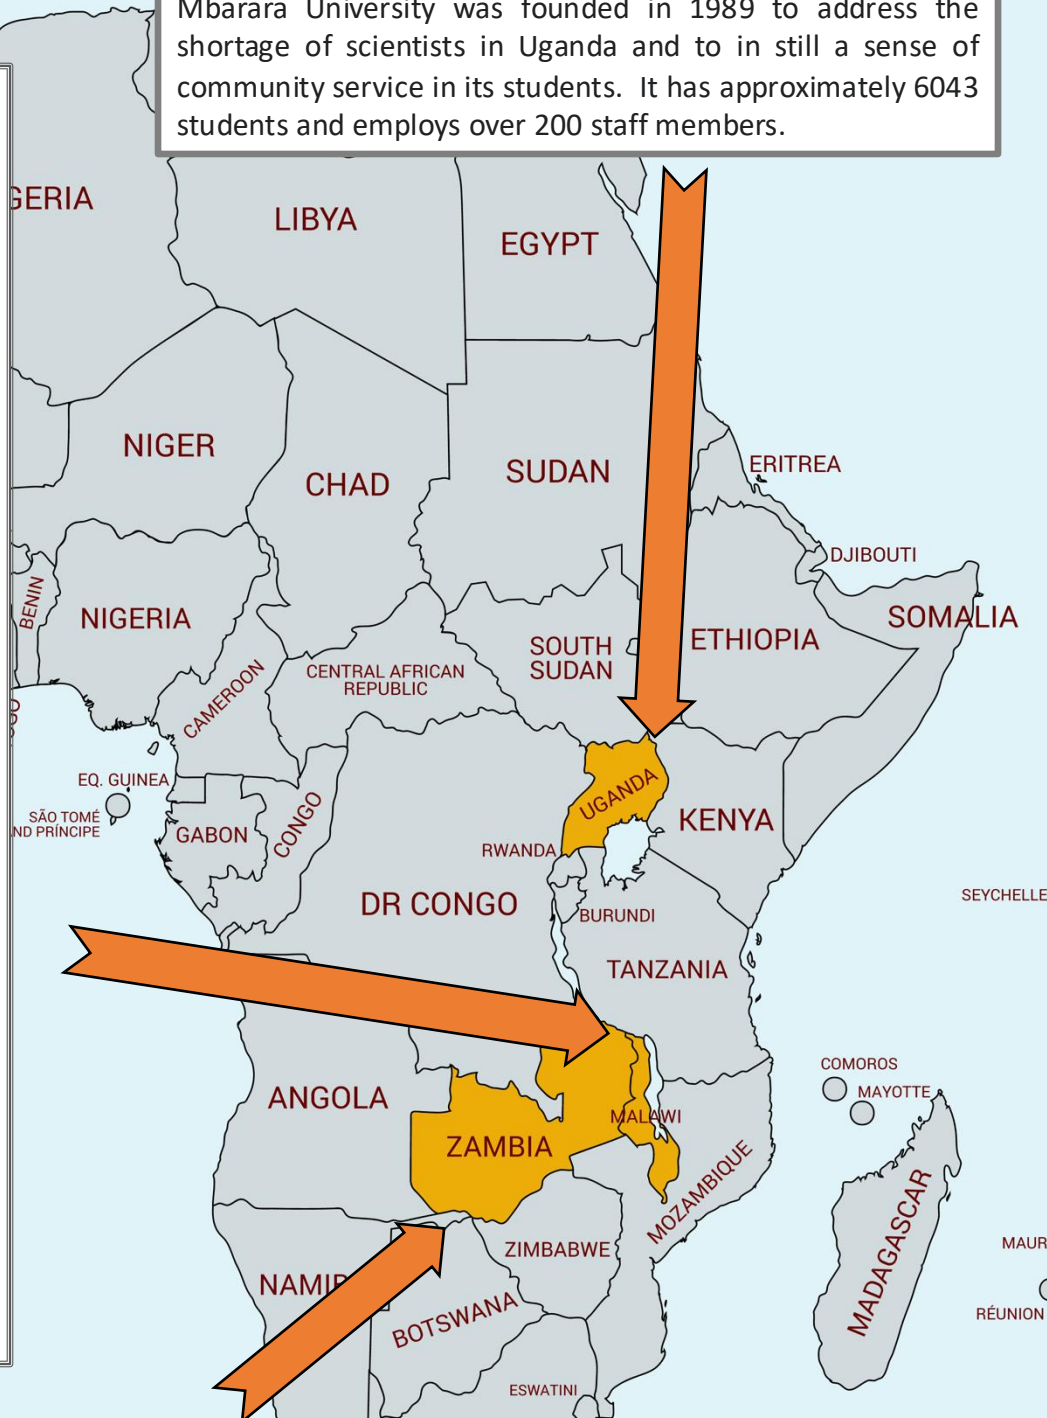 Mbarara University was founded in 1989 to address the
shortage of scientists in Uganda and to in still a sense of
community service in its students. It has approximately 6043
students and employs over 200 staff members.
GERIA
LIBYA
EGYPT
NIGER
CHAD
SUDAN
ERITREA
DJIBOUTI
BENIN
NIGERIA
SOMALIA
ETHIOPIA
SOUTH
SUDAN
CENTRAL AFRICAN
REPUBLIC
CAMEROON
EQ. GUINEA
UGANDA
SÃO TOMÉ
ND PRÍNCIPE
GABON
CONGO
KENYA
RWANDA
DR CONGO
SEYCHELLE
BURUNDI
TANZANIA
COMOROS
MAYOTTE
ANGOLA
MALAWI
ZAMBIA
MOZAMBIQUE
MADAGASCAR
ZIMBABWE
MAUR
NAMIB
RÉUNION
BOTSWANA
ESWATINI